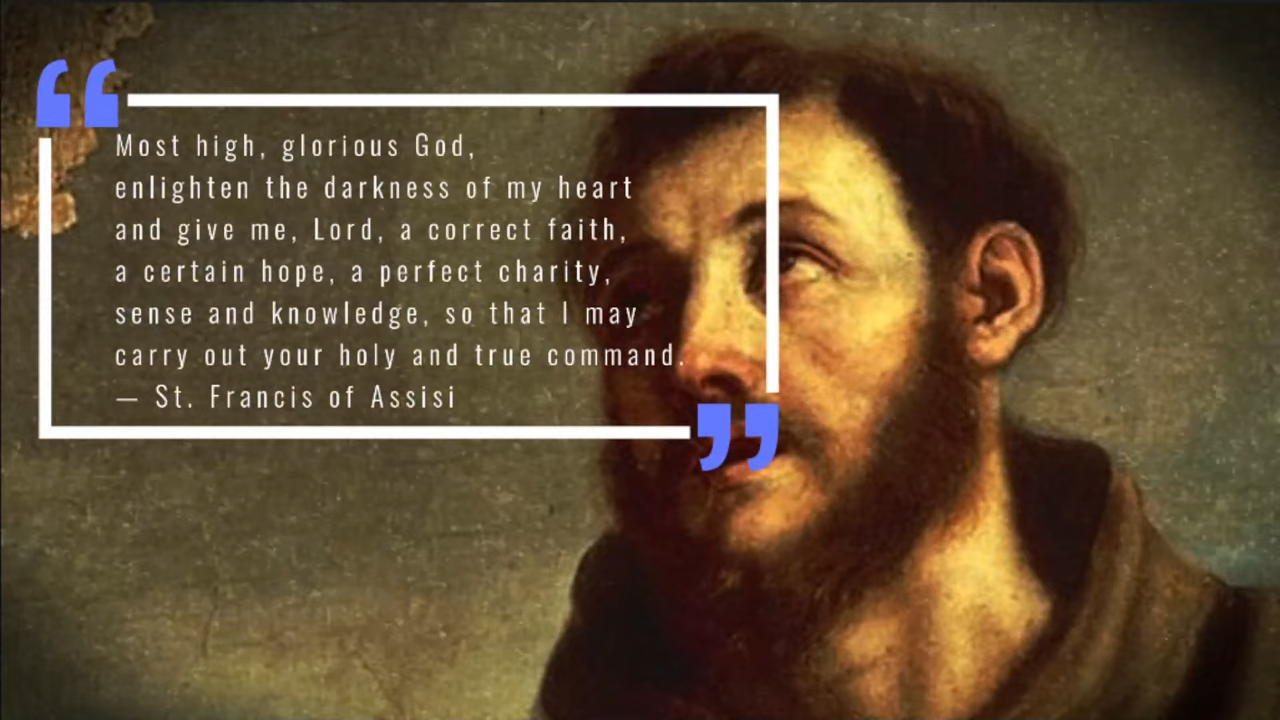 “
Most high, glorious God,
enlighten the darkness of my heart
and give me, Lord, a correct faith,
a certain hope, a perfect charity,
sense and knowledge, so that I may
carry out your holy and true command.
— St. Francis of Assisi
”